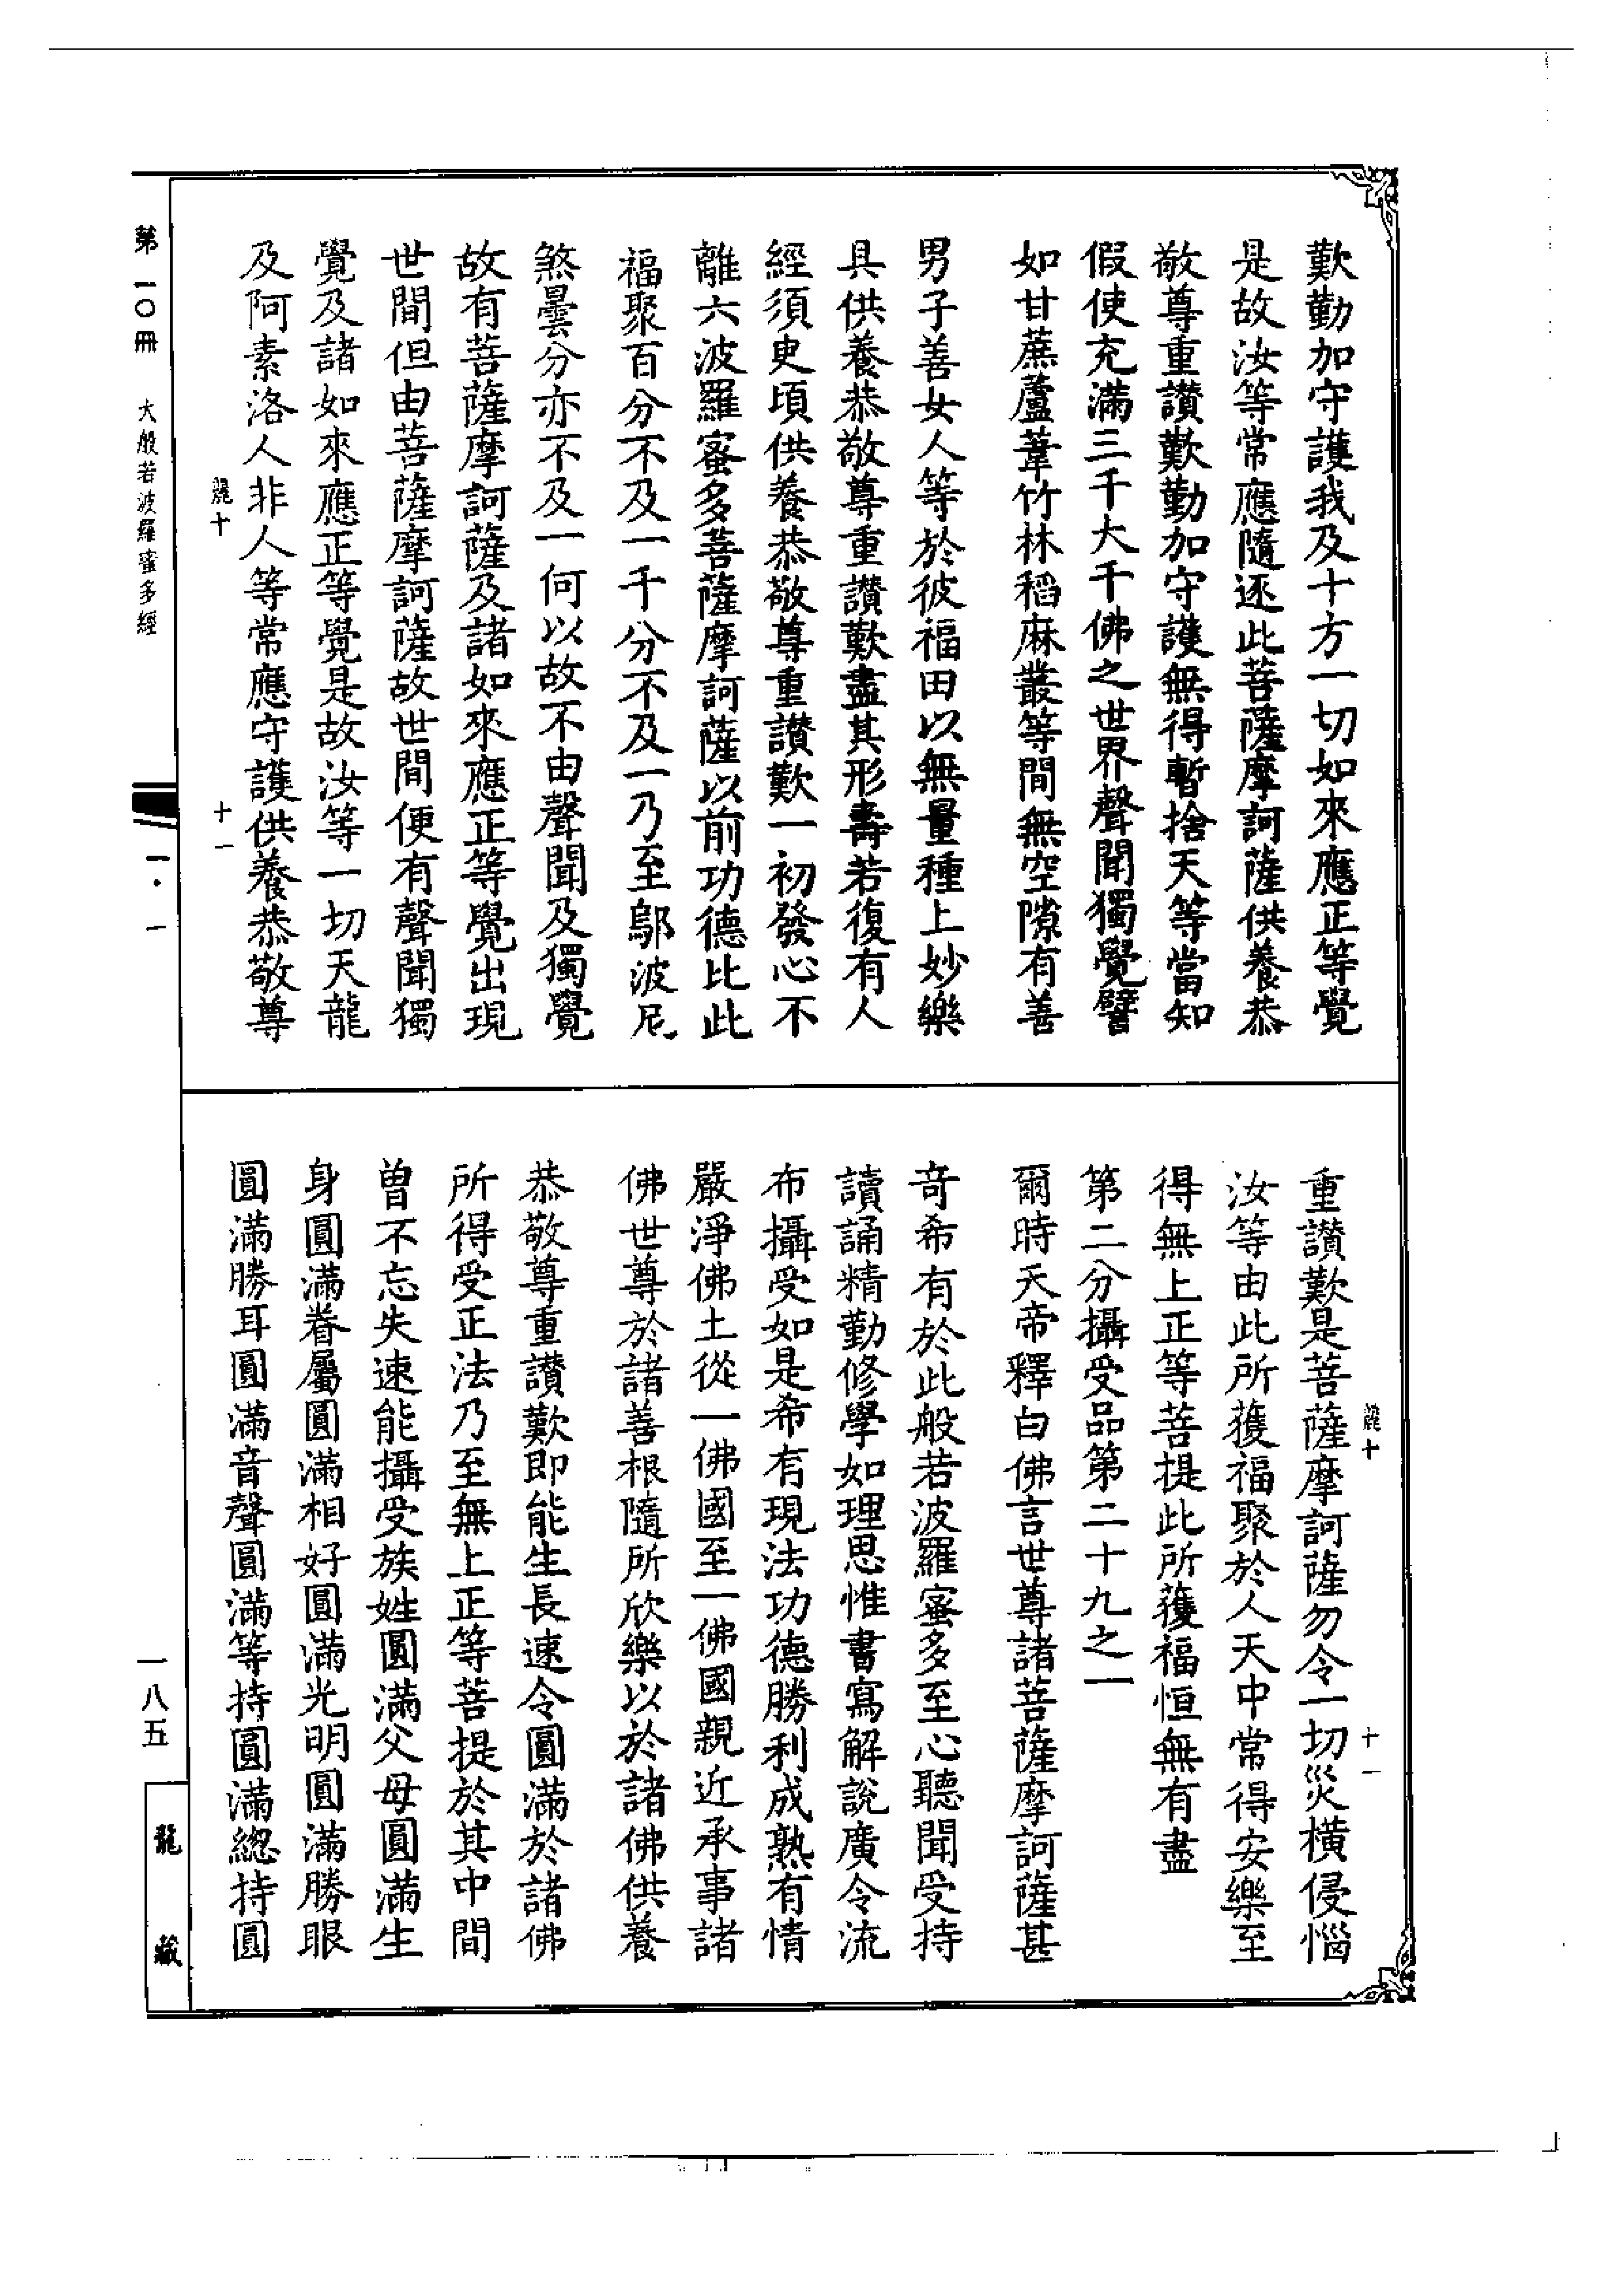 歎勤加守護我及十方一切如來應正等覺
是故汝等常應隨逐此菩薩摩訶薩供養恭
敬尊重讚歎勤加守護無得暫捨天等當知
假使充滿三千大千佛之世界聲聞獨覺譬
如甘蔗蘆葦竹林稻麻叢等間無空隙有善
男子善女人等於彼福田以無量種上妙樂
具供養恭敬尊重讚歎盡其形壽若復有人
經須臾頃供養恭敬尊重讚歎一初發心不
離六波羅蜜多菩薩摩訶薩以前功德比此
福聚百分不及一千分不及一乃至鄔波尼
煞曇分亦不及一何以故不由聲聞及獨覺
故有菩薩摩訶薩及諸如來應正等覺出現
世間但由菩薩摩訶薩故世間便有聲聞獨
覺及諸如來應正等覺是故汝等一切天龍
及阿素洛人非人等常應守護供養恭敬尊
麗十 十一
麗十 十一
重讚歎是菩薩摩訶薩勿令一切災橫侵惱
汝等由此所獲福聚於人天中常得安樂至
得無上正等菩提此所獲福恒無有盡
第二分攝受品第二十九之一
爾時天帝釋白佛言世尊諸菩薩摩訶薩甚
奇希有於此般若波羅蜜多至心聽聞受持
讀誦精勤修學如理思惟書寫解說廣令流
布攝受如是希有現法功德勝利成熟有情
嚴淨佛土從一佛國至一佛國親近承事諸
佛世尊於諸善根隨所欣樂以於諸佛供養
恭敬尊重讚歎即能生長速令圓滿於諸佛
所得受正法乃至無上正等菩提於其中間
曾不忘失速能攝受族姓圓滿父母圓滿生
身圓滿眷屬圓滿相好圓滿光明圓滿勝眼
圓滿勝耳圓滿音聲圓滿等持圓滿總持圓
第一〇冊 大般若波羅蜜多經 一·一 一八五 龍藏